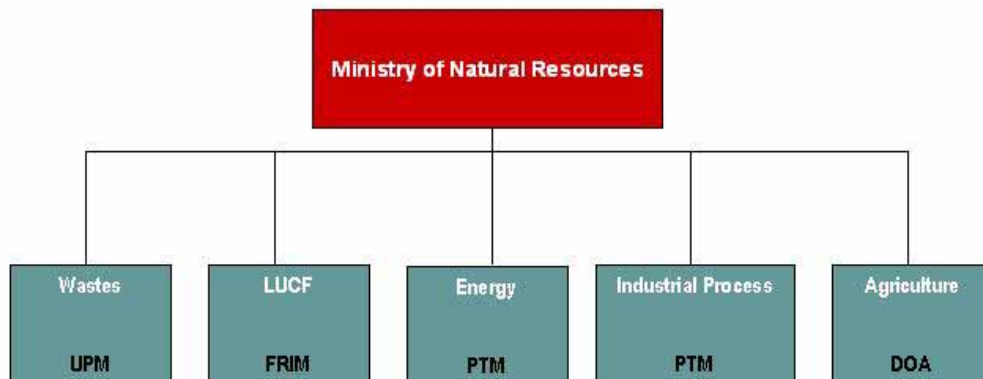 Ministry of Natural Resources
Wastes
UPM
LUCF
FRIM
Energy
PTM
Industrial Process
PTM
Agriculture
DOA